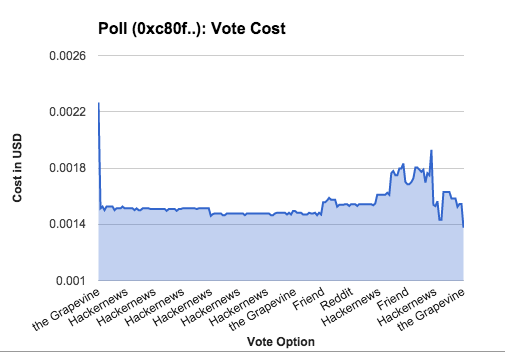 Poll (0xc80f..): Vote Cost
Cost in USD
0.0026
0.0022
0.0018
0.0014
0.001
the Grapevine
Hackernews
Hackernews
Hackernews
Hackernews
Hackernews
Hackernews
the Grapevine
Friend
Reddit
Hackernews
Friend
Hackernews
the Grapevine
Vote Option